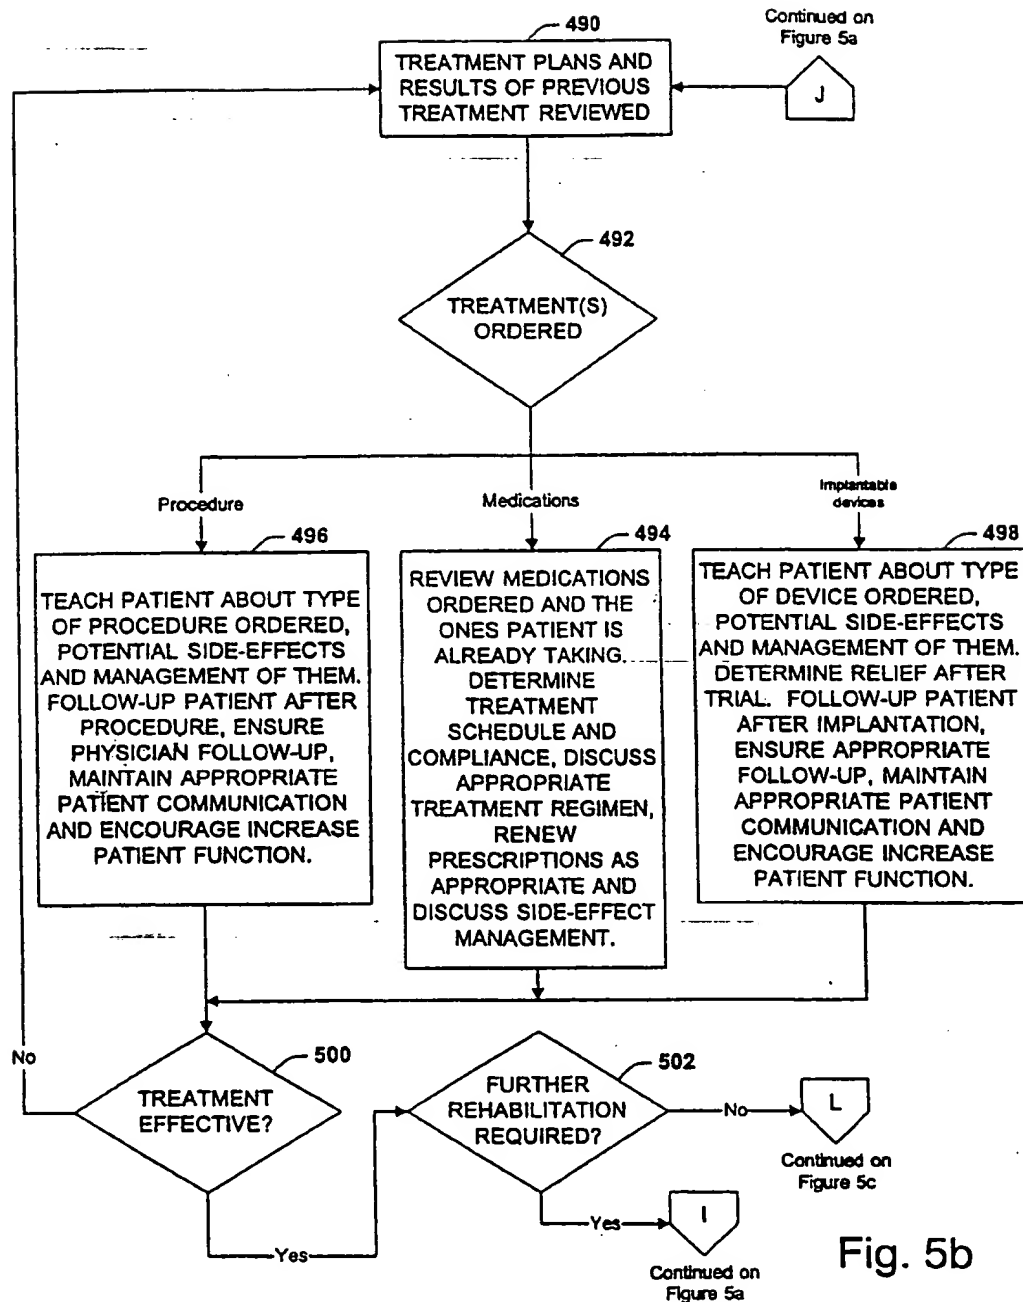 490
Continued on
Figure 5a
TREATMENT PLANS AND
RESULTS OF PREVIOUS
TREATMENT REVIEWED
J
492
TREATMENT(S)
ORDERED
Procedure
Medications
Implantable
devices
496
TEACH PATIENT ABOUT TYPE
OF PROCEDURE ORDERED,
POTENTIAL SIDE-EFFECTS
AND MANAGEMENT OF THEM.
FOLLOW-UP PATIENT AFTER
PROCEDURE, ENSURE
PHYSICIAN FOLLOW-UP,
MAINTAIN APPROPRIATE
PATIENT COMMUNICATION
AND ENCOURAGE INCREASE
PATIENT FUNCTION.
494
REVIEW MEDICATIONS
ORDERED AND THE
ONES PATIENT IS
ALREADY TAKING.
DETERMINE
TREATMENT
SCHEDULE AND
COMPLIANCE, DISCUSS
APPROPRIATE
TREATMENT REGIMEN,
RENEW
PRESCRIPTIONS AS
APPROPRIATE AND
DISCUSS SIDE-EFFECT
MANAGEMENT.
498
TEACH PATIENT ABOUT TYPE
OF DEVICE ORDERED,
POTENTIAL SIDE-EFFECTS
AND MANAGEMENT OF THEM.
DETERMINE RELIEF AFTER
TRIAL. FOLLOW-UP PATIENT
AFTER IMPLANTATION,
ENSURE APPROPRIATE
FOLLOW-UP, MAINTAIN
APPROPRIATE PATIENT
COMMUNICATION AND
ENCOURAGE INCREASE
PATIENT FUNCTION.
No
500
TREATMENT
EFFECTIVE?
Yes
502
FURTHER
REHABILITATION
REQUIRED?
No
L
Continued on
Figure 5c
Yes
I
Continued on
Figure 5a
Fig. 5b